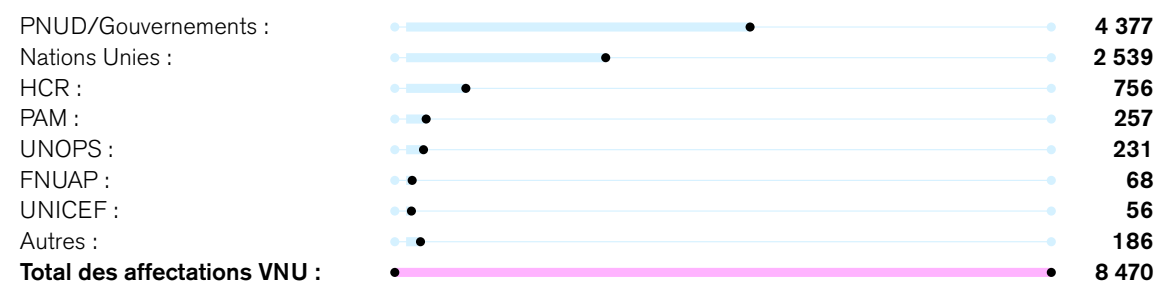 PNUD/Gouvernements : 4 377
Nations Unies : 2 539
HCR : 756
PAM : 257
UNOPS : 231
FNUAP : 68
UNICEF : 56
Autres : 186
Total des affectations VNU : 8 470